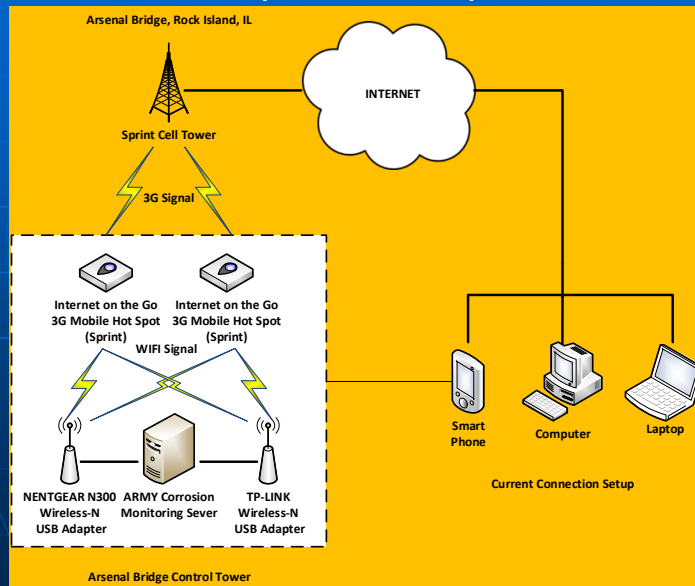 Arsenal Bridge, Rock Island, IL
INTERNET
Sprint Cell Tower
3G Signal
Internet on the Go
3G Mobile Hot Spot
(Sprint)
Internet on the Go
3G Mobile Hot Spot
(Sprint)
WIFI Signal
Smart
Phone
Computer
Laptop
NENTGEAR N300
Wireless-N
USB Adapter
ARMY Corrosion
Monitoring Sever
TP-LINK
Wireless-N
USB Adapter
Current Connection Setup
Arsenal Bridge Control Tower